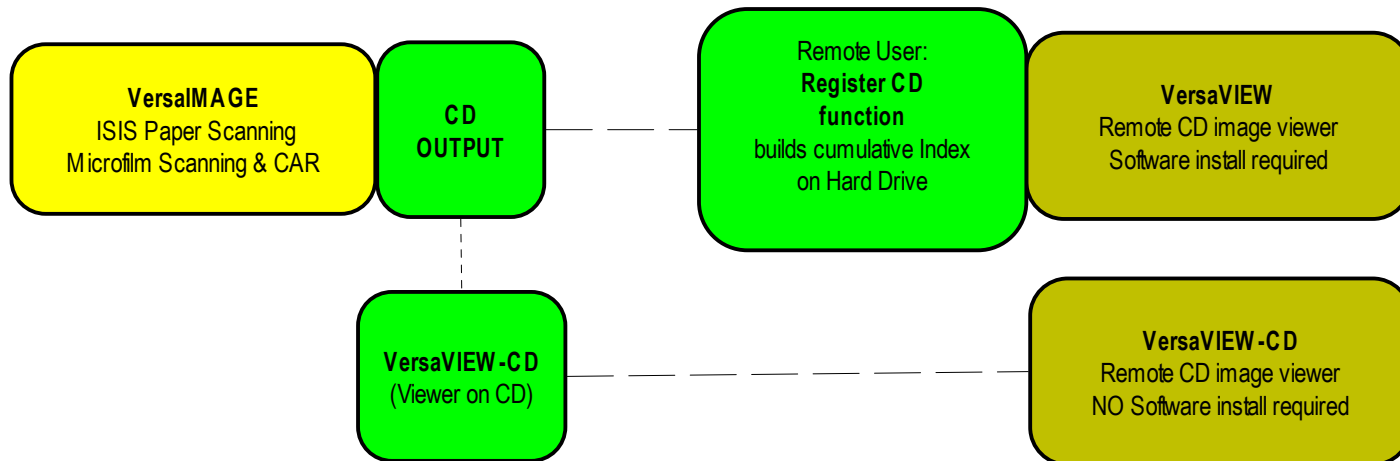 VersaIMAGE
ISIS Paper Scanning
Microfilm Scanning & CAR
CD
OUTPUT
Remote User:
Register CD
function
builds cumulative Index
on Hard Drive
VersaVIEW
Remote CD image viewer
Software install required
VersaVIEW-CD
(Viewer on CD)
VersaVIEW-CD
Remote CD image viewer
NO Software install required